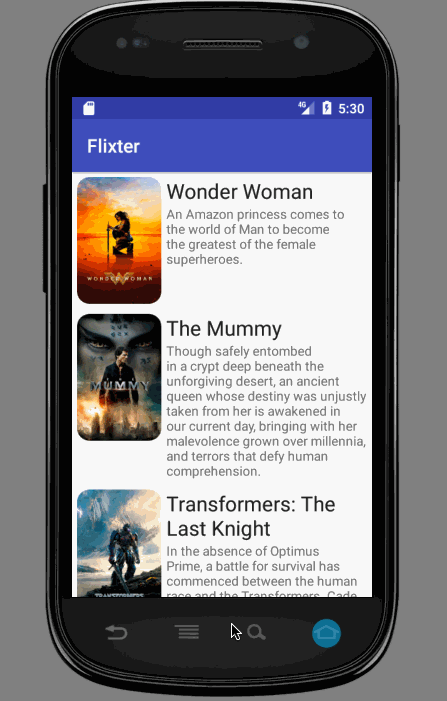 4G 5:30
Flixter
Wonder Woman
An Amazon princess comes to
the world of Man to become
the greatest of the female
superheroes.
WONDER WOMAN
The Mummy
Though safely entombed
in a crypt deep beneath the
unforgiving desert, an ancient
queen whose destiny was unjustly
taken from her is awakened in
our current day, bringing with her
malevolence grown over millennia,
and terrors that defy human
comprehension.
MUMMY
Transformers: The
Last Knight
In the absence of Optimus
Prime, a battle for survival has
commenced between the human
race and the Transformers. Cade
TRANSFORMERS